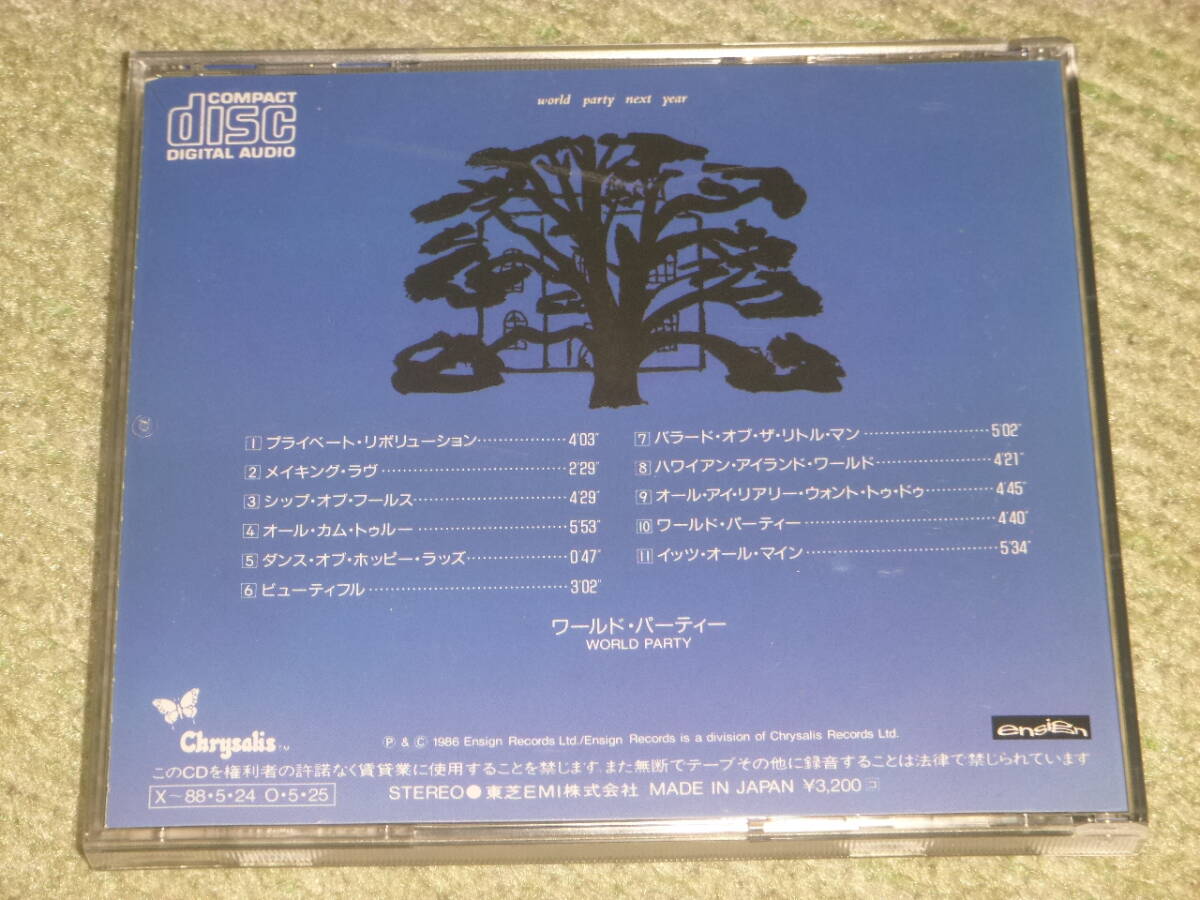 COMPACT
disc
DIGITAL AUDIO
world party next year
1 プライベート・リボリューション 4'03"
2 メイキング・ラヴ 2'29"
3 シップ・オブ・フールス 4'29"
4 オール・カム・トゥルー 5'53"
5 ダンス・オブ・ホッピー・ラッズ 0'47"
6 ビューティフル 3'02"
7 バラード・オブ・ザ・リトル・マン 5'02"
8 ハワイアン・アイランド・ワールド 4'21"
9 オール・アイ・リアリー・ウォント・トゥ・ドゥ 4'45"
10 ワールド・パーティー 4'40"
11 イッツ・オール・マイン 5'34"
ワールド・パーティー
WORLD PARTY
Chrysalis TM
ensign
Ⓟ & Ⓒ 1986 Ensign Records Ltd./Ensign Records is a division of Chrysalis Records Ltd.
このCDを権利者の許諾なく賃貸業に使用することを禁じます.また無断でテープその他に録音することは法律で禁じられています
X〜88・5・24 O・5・25
STEREO●東芝EMI株式会社 MADE IN JAPAN ¥3,200 コ